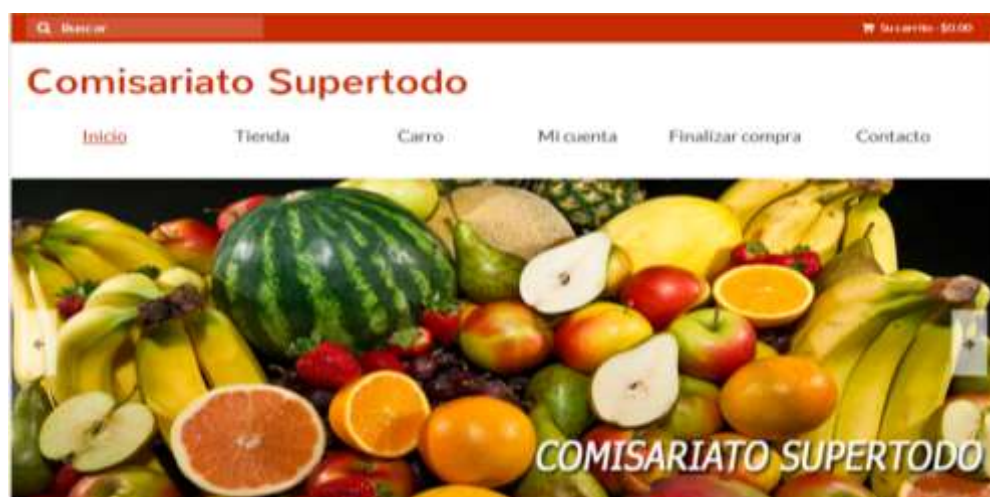 Buscar
Su carrito - $0.00
Comisariato Supertodo
Inicio
Tienda
Carro
Mi cuenta
Finalizar compra
Contacto
COMISARIATO SUPERTODO